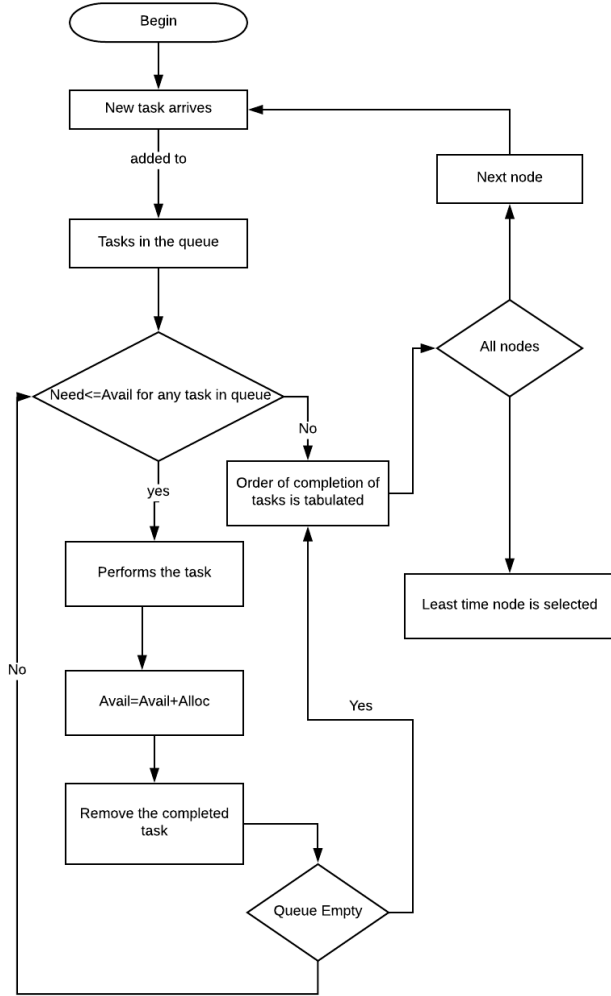 Begin
New task arrives
added to
Next node
Tasks in the queue
All nodes
Need<=Avail for any task in queue
No
Order of completion of
tasks is tabulated
yes
Performs the task
Least time node is selected
No
Avail=Avail+Alloc
Yes
Remove the completed
task
Queue Empty